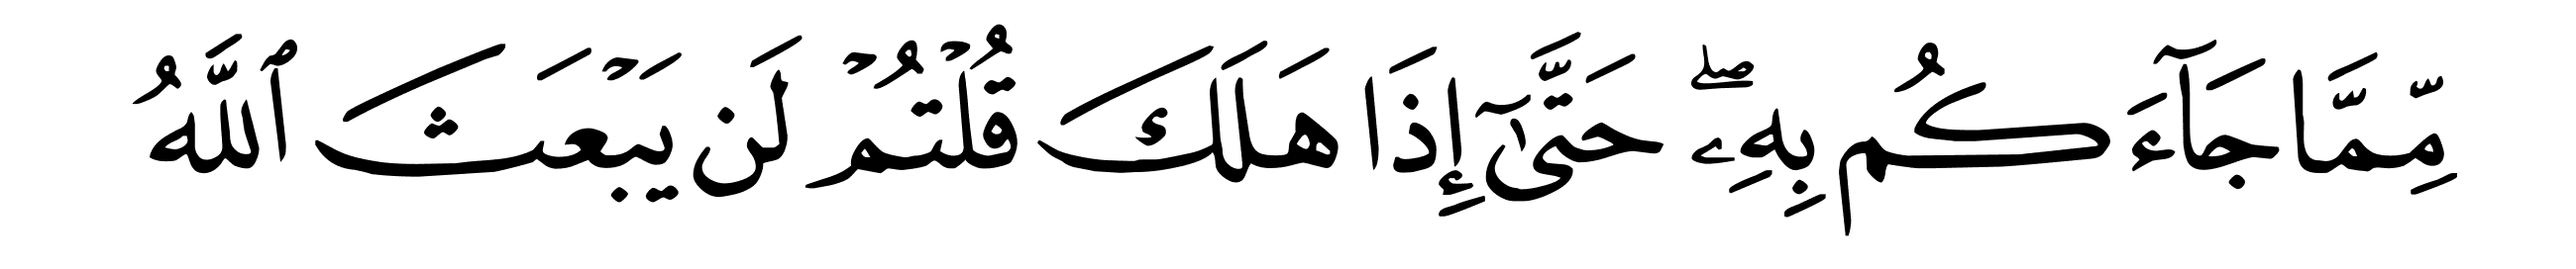 مِّمَّا جَآءَكُم بِهِۦۖ حَتَّىٰٓ إِذَا هَلَكَ قُلْتُمْ لَن يَبْعَثَ ٱللَّهُ